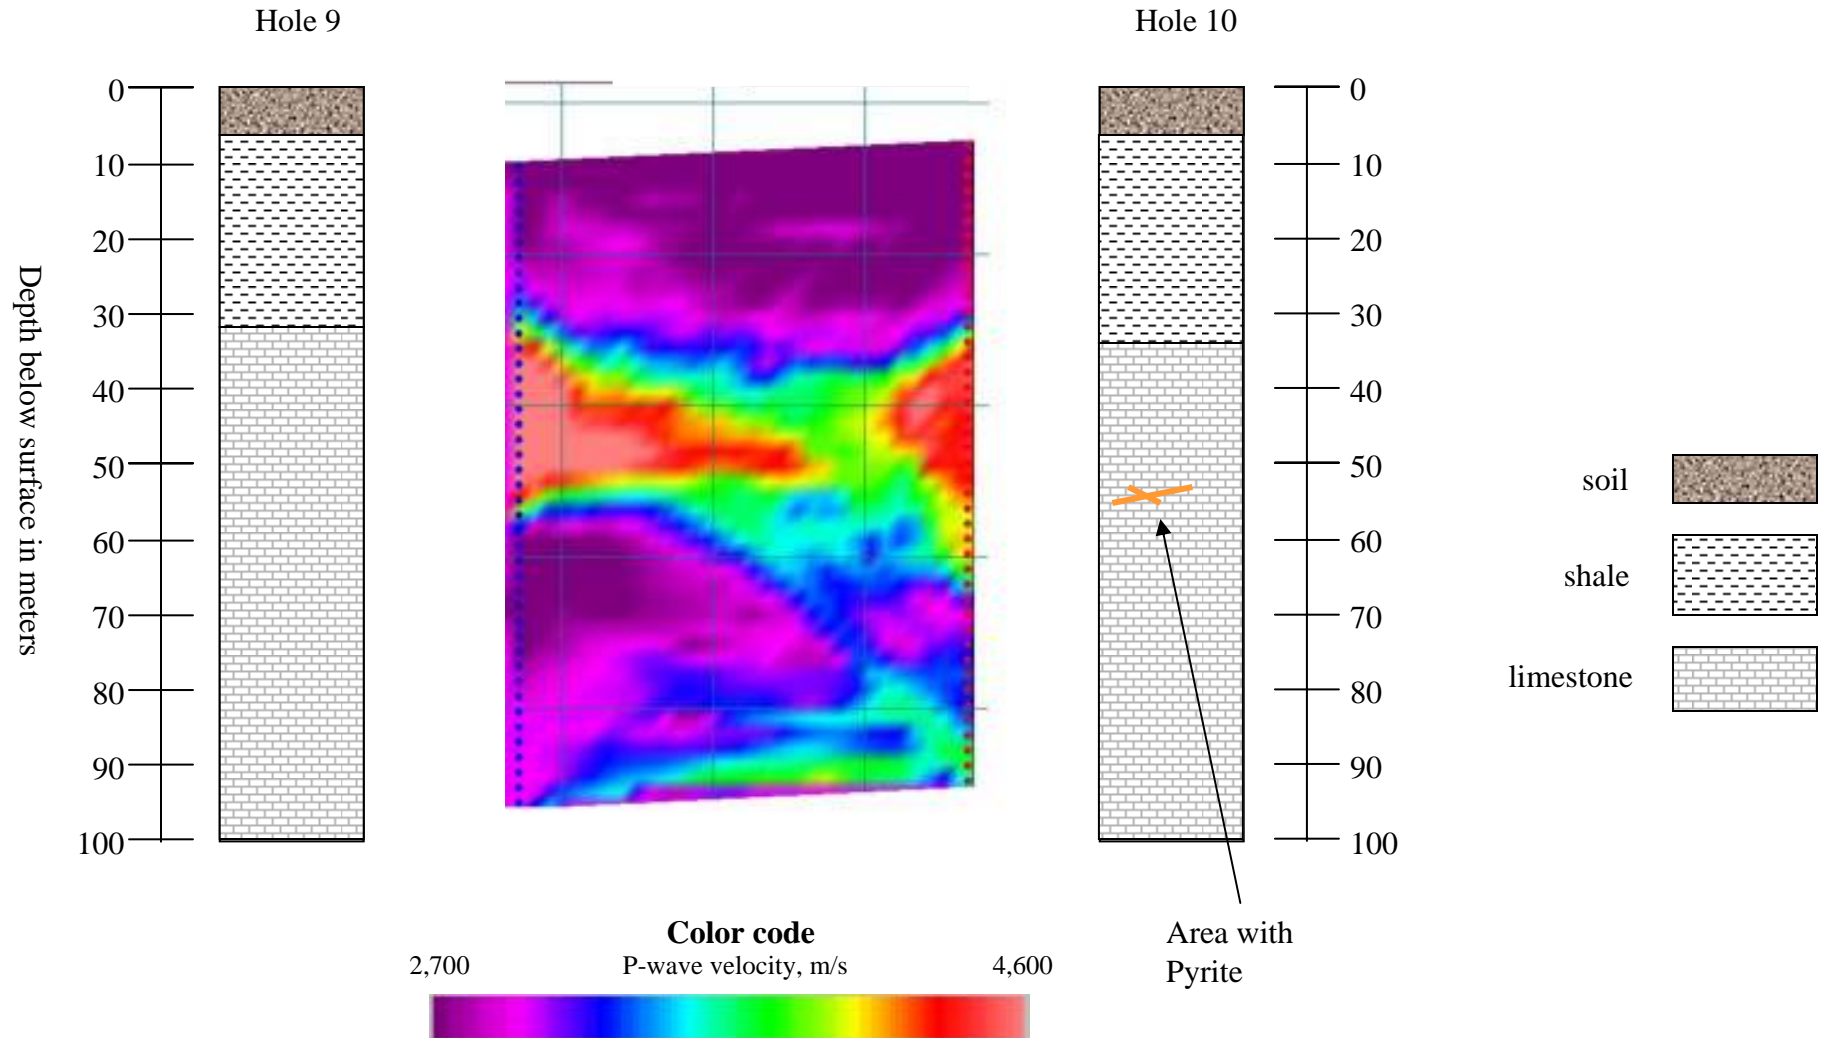 Hole 9
Hole 10
Depth below surface in meters
0
10
20
30
40
50
60
70
80
90
100
0
10
20
30
40
50
60
70
80
90
100
soil
shale
limestone
Area with
Pyrite
Color code
2,700 P-wave velocity, m/s 4,600